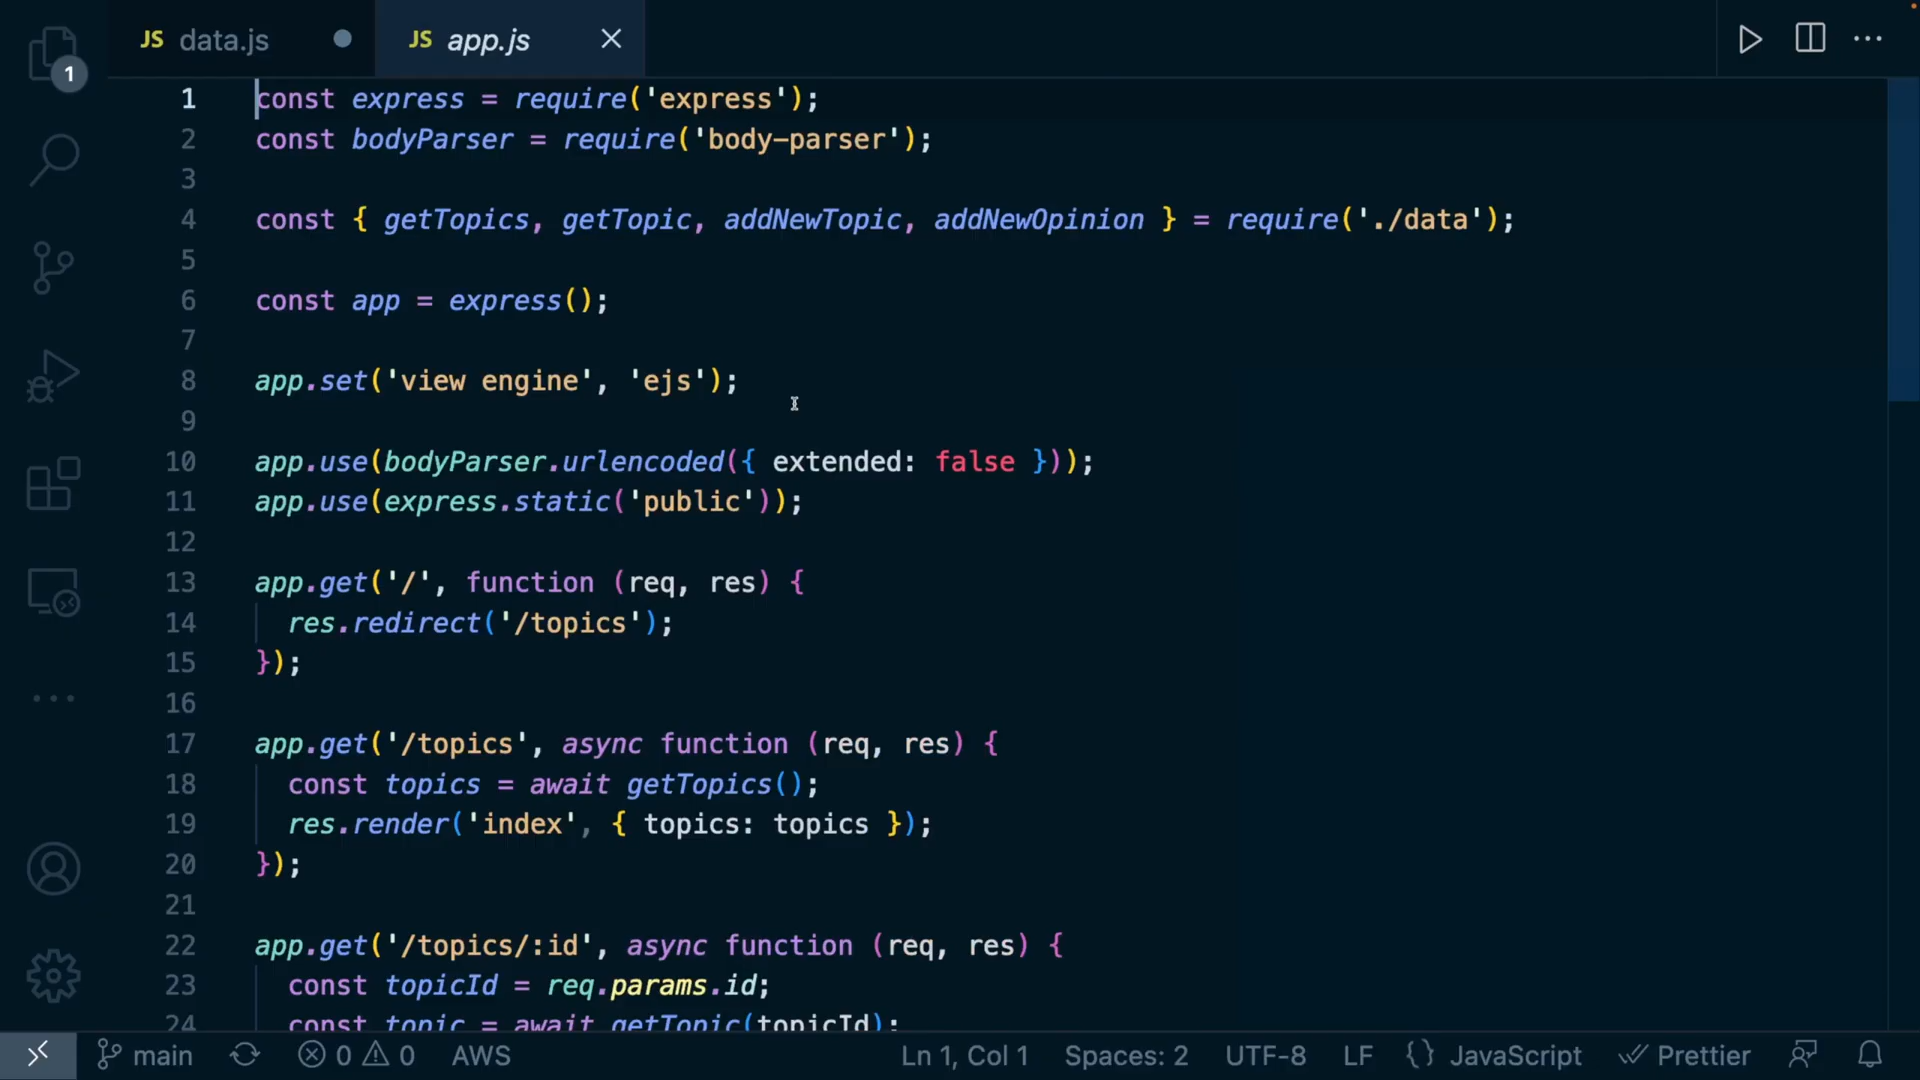 JS data.js
JS app.js
1
1 const express = require('express');
2 const bodyParser = require('body-parser');
3
4 const { getTopics, getTopic, addNewTopic, addNewOpinion } = require('./data');
5
6 const app = express();
7
8 app.set('view engine', 'ejs');
9
10 app.use(bodyParser.urlencoded({ extended: false }));
11 app.use(express.static('public'));
12
13 app.get('/', function (req, res) {
14 res.redirect('/topics');
15 });
16
17 app.get('/topics', async function (req, res) {
18 const topics = await getTopics();
19 res.render('index', { topics: topics });
20 });
21
22 app.get('/topics/:id', async function (req, res) {
23 const topicId = req.params.id;
24 const topic = await getTopic(topicId);
main 0 0 AWS Ln 1, Col 1 Spaces: 2 UTF-8 LF {} JavaScript Prettier